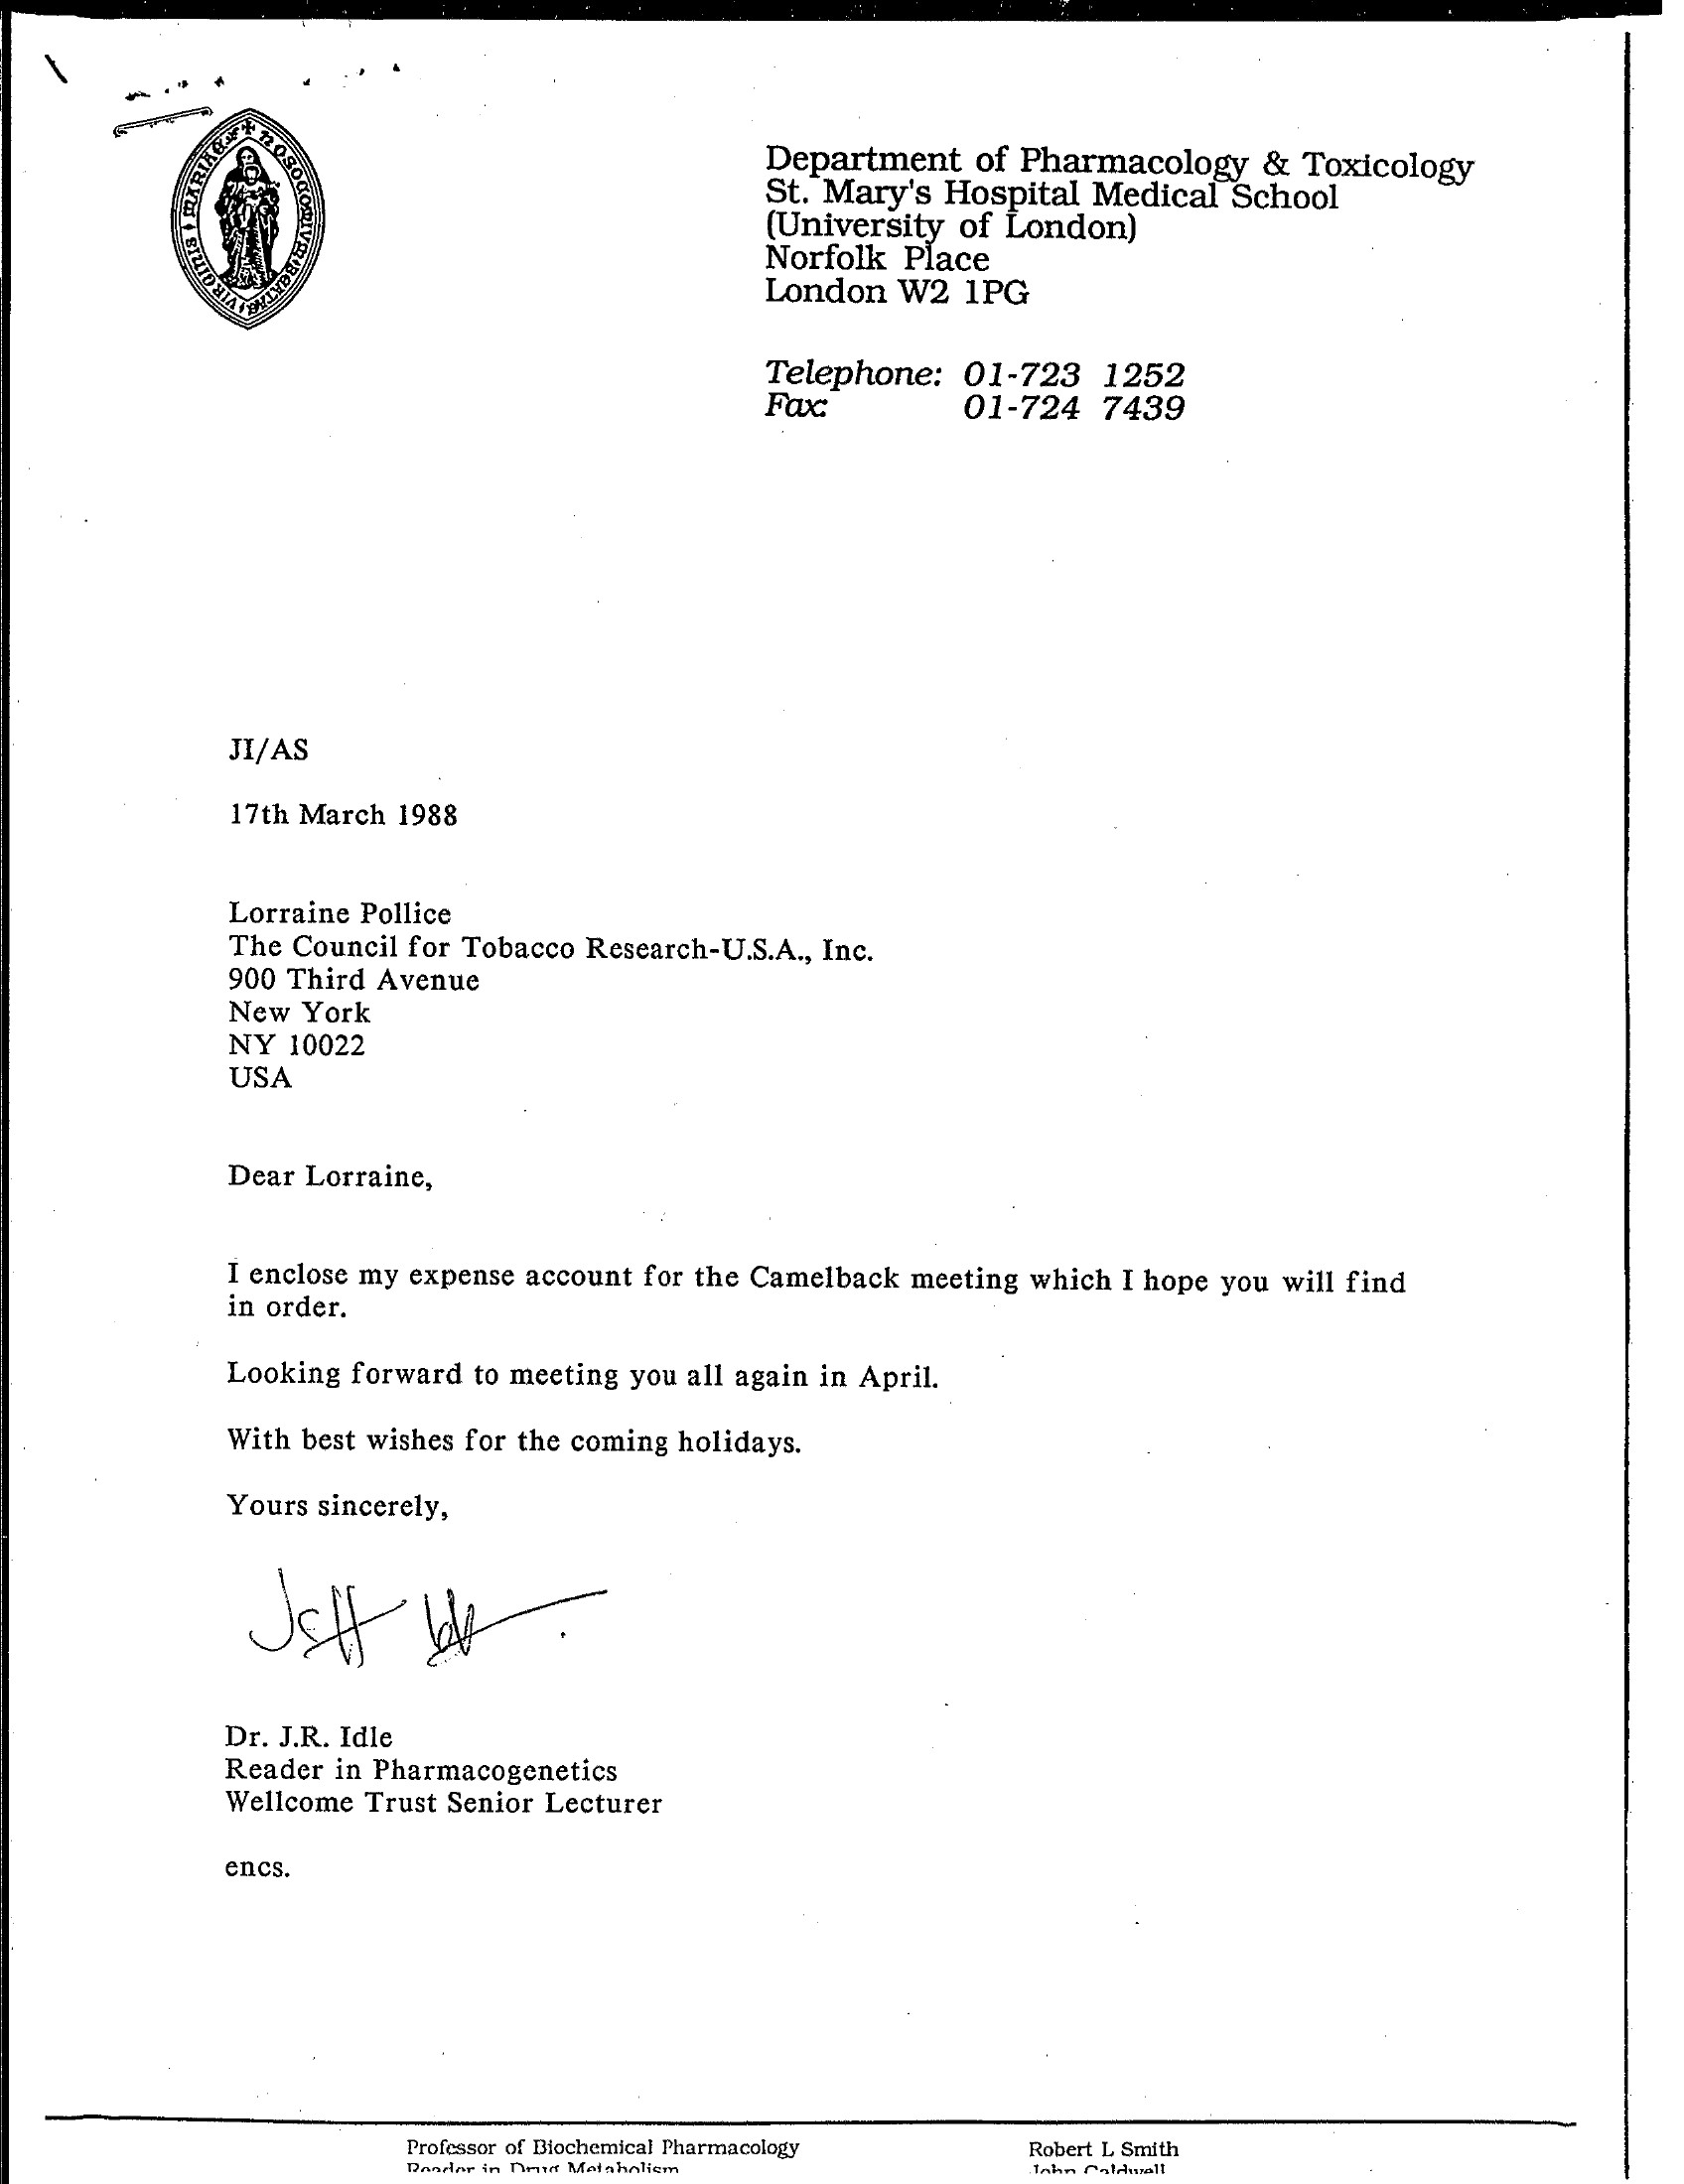 Department of Pharmacology & Toxicology
St. Mary's Hospital Medical School
(University of London)
Norfolk Place
London W2 1PG
Telephone: 01-723 1252
Fax: 01-724 7439
JI/AS
17th March 1988
Lorraine Pollice
The Council for Tobacco Research-U.S.A., Inc.
900 Third Avenue
New York
NY 10022
USA
Dear Lorraine,
I enclose my expense account for the Camelback meeting which I hope you will find
in order.
Looking forward to meeting you all again in April.
With best wishes for the coming holidays.
Yours sincerely,
Jeff Idle
Dr. J.R. Idle
Reader in Pharmacogenetics
Wellcome Trust Senior Lecturer
encs.
Professor of Biochemical Pharmacology Robert L Smith
Reader in Drug Metabolism John Caldwell